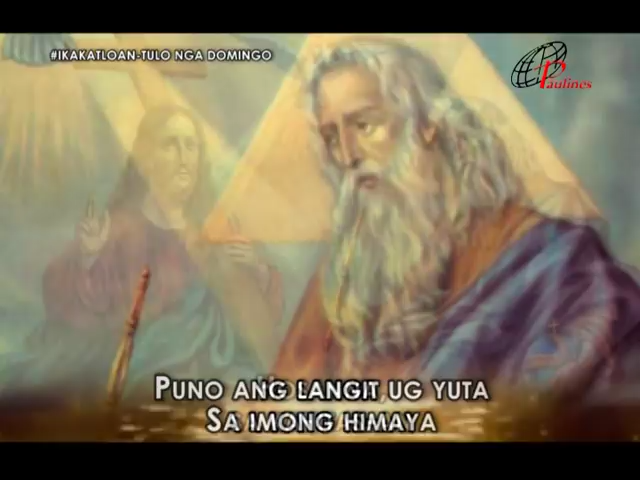 #IKAKATLOAN-TULO NGA DOMINGO
Paulines
PUNO ANG LANGIT UG YUTA
SA IMONG HIMAYA